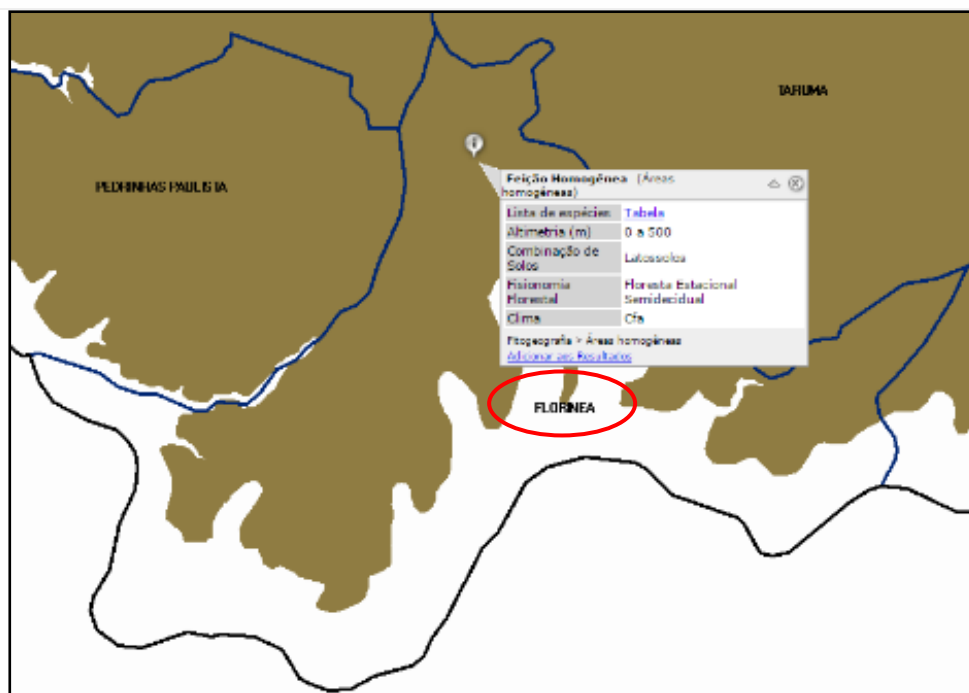 TARUMA
PEDRINHAS PAULISTA
Feição Homogênea (Áreas
homogêneas)
Lista de espécies Tabela
Altimetria (m) 0 a 500
Combinação de
Solos
Latossolos
Fisionomia
Florestal
Floresta Estacional
Semidecidual
Clima Cfa
Fitogeografia > Áreas homogêneas
Adicionar aos Resultados
FLORINEA